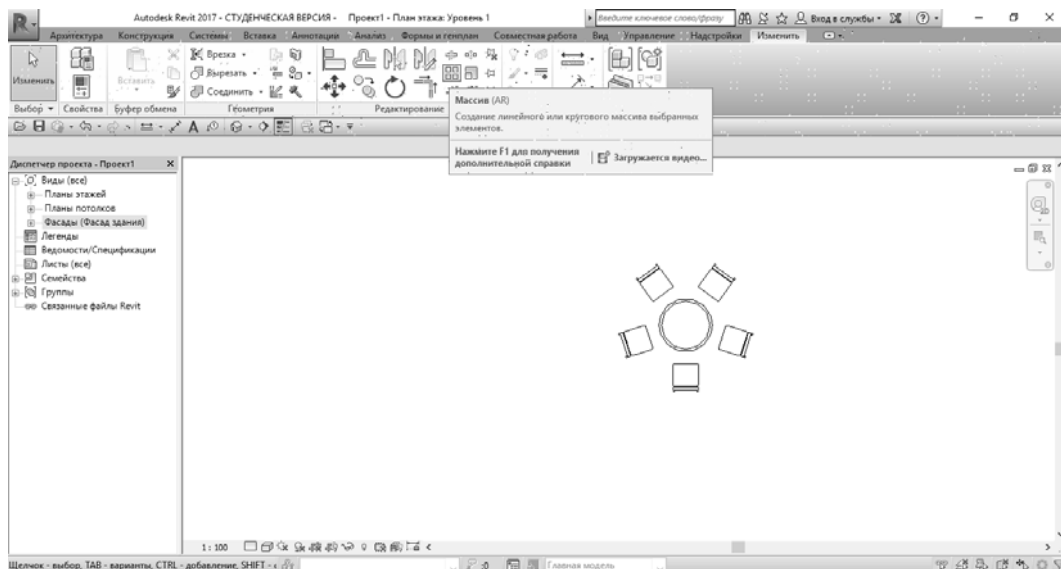 Autodesk Revit 2017 - СТУДЕНЧЕСКАЯ ВЕРСИЯ - Проект1 - План этажа: Уровень 1
Введите ключевое слово/фразу
Вход в службы
Архитектура Конструкция Системы Вставка Аннотации Анализ Формы и генплан Совместная работа Вид Управление Надстройки Изменить
Изменить
Вставить
Врезка
Вырезать
Соединить
Выбор Свойства Буфер обмена Геометрия Редактирование
Массив (AR)
Создание линейного или кругового массива выбранных
элементов.
Нажмите F1 для получения
дополнительной справки
Загружается видео...
Диспетчер проекта - Проект1
Виды (все)
Планы этажей
Планы потолков
Фасады (Фасад здания)
Легенды
Ведомости/Спецификации
Листы (все)
Семейства
Группы
Связанные файлы Revit
1 : 100
Щелчок - выбор, TAB - варианты, CTRL - добавление, SHIFT - :0 Главная модель